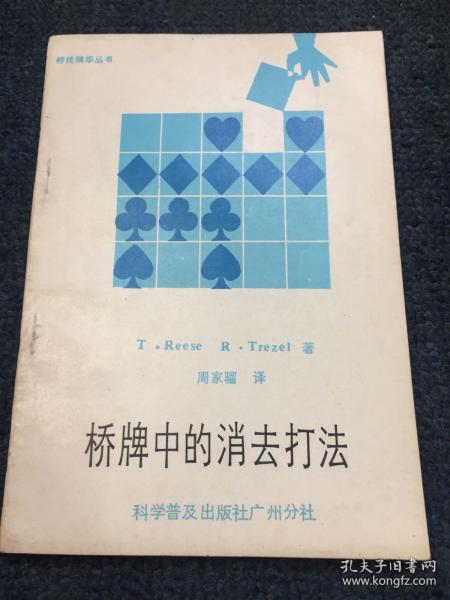 桥牌精华丛书
T·Reese R·Trezel 著
周家骝 译
桥牌中的消去打法
科学普及出版社广州分社
孔夫子旧书网
www.kongfz.com